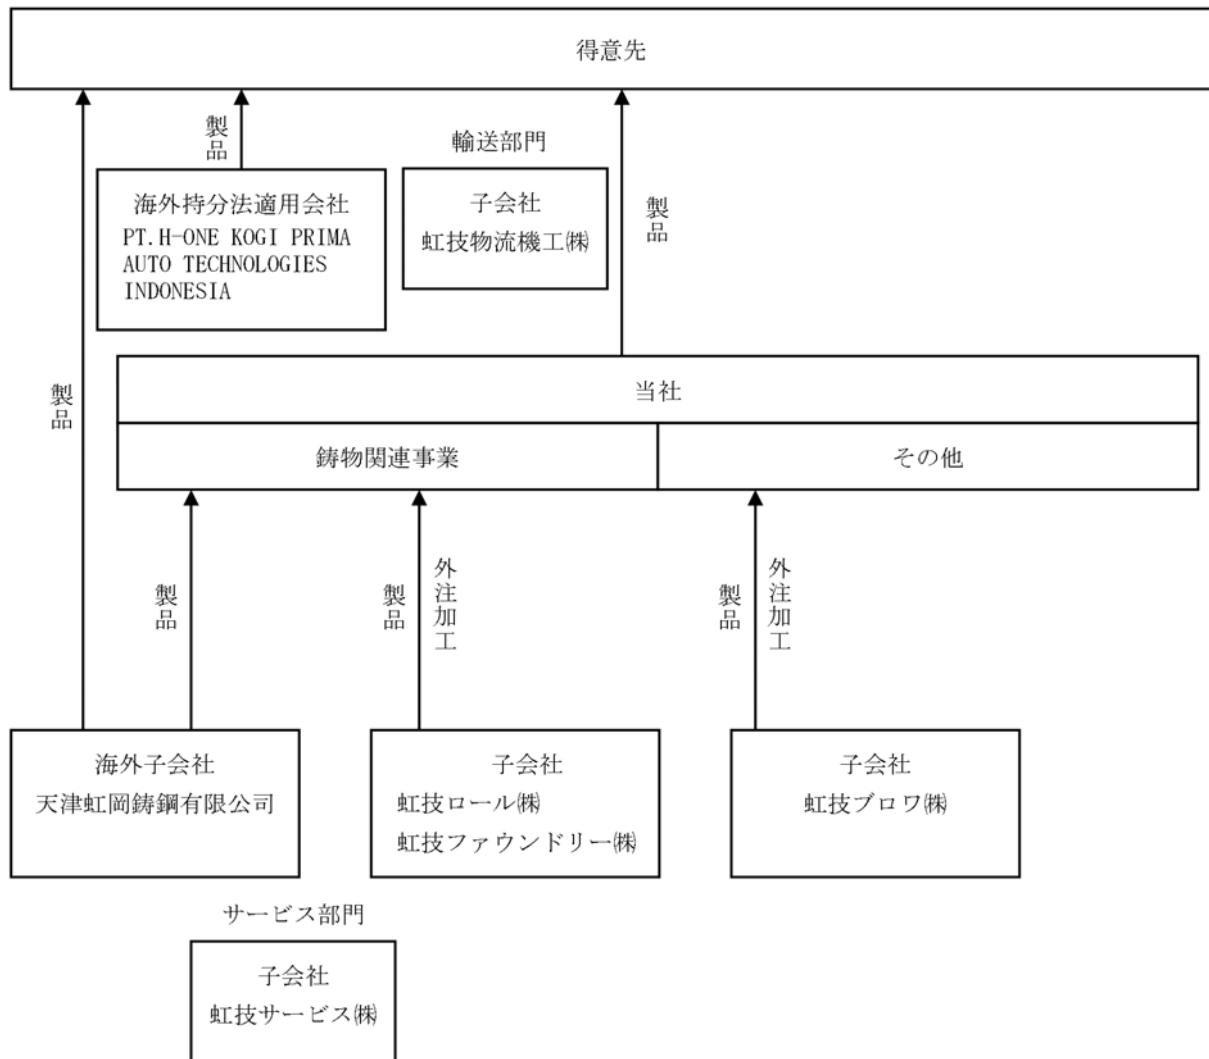 得意先
製品
輸送部門
海外持分法適用会社
PT.H-ONE KOGI PRIMA
AUTO TECHNOLOGIES
INDONESIA
子会社
虹技物流機工㈱
製品
製品
当社
鋳物関連事業
その他
製品
製品
外注加工
製品
外注加工
海外子会社
天津虹岡鋳鋼有限公司
子会社
虹技ロール㈱
虹技ファウンドリー㈱
子会社
虹技ブロワ㈱
サービス部門
子会社
虹技サービス㈱